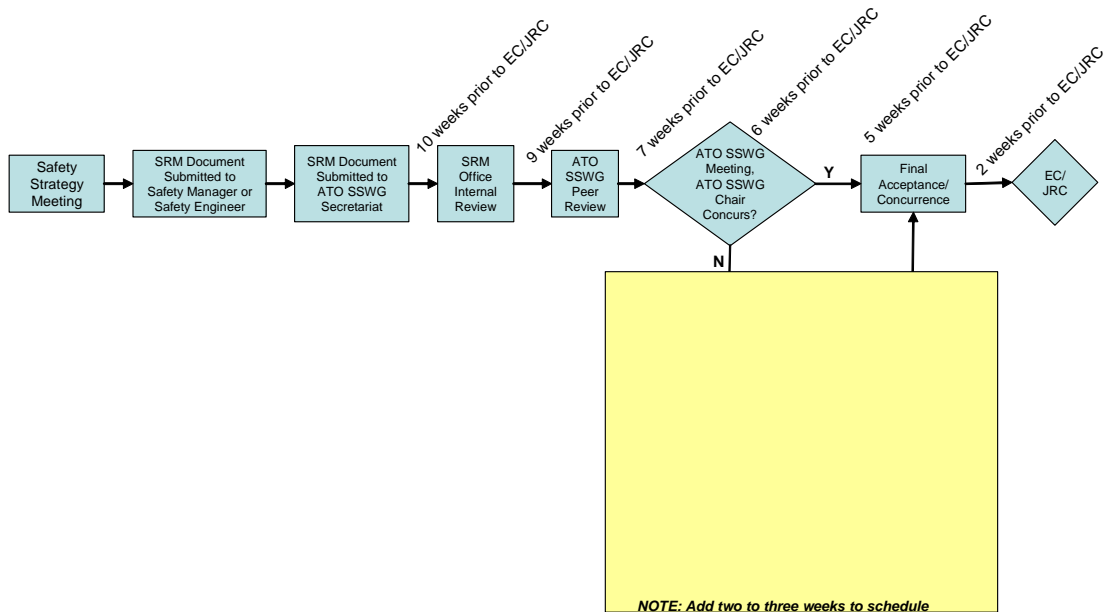 10 weeks prior to EC/JRC
9 weeks prior to EC/JRC
7 weeks prior to EC/JRC
6 weeks prior to EC/JRC
5 weeks prior to EC/JRC
2 weeks prior to EC/JRC
Safety
Strategy
Meeting
SRM Document
Submitted to
Safety Manager or
Safety Engineer
SRM Document
Submitted to
ATO SSWG
Secretariat
SRM
Office
Internal
Review
ATO
SSWG
Peer
Review
ATO SSWG
Meeting,
ATO SSWG
Chair
Concurs?
Y
N
Final
Acceptance/
Concurrence
EC/
JRC
NOTE: Add two to three weeks to schedule